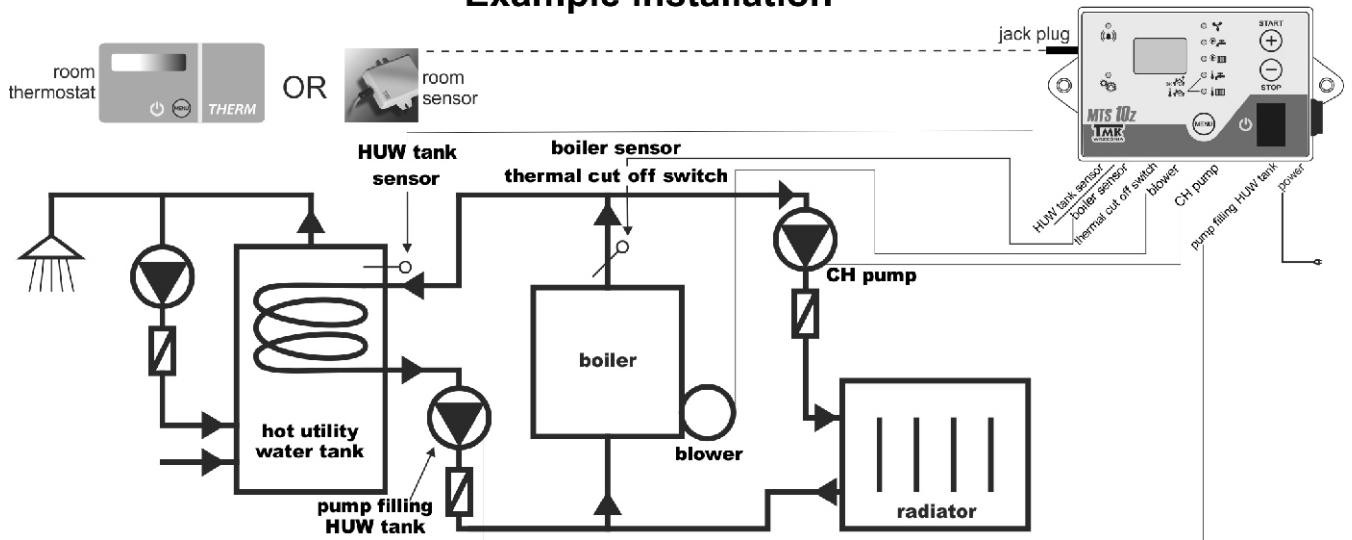 Example installation
room
thermostat
MENU
THERM
OR
room
sensor
jack plug
START
STOP
MTS 10z
TMK
WRZEŚNIA
MENU
HUW tank sensor
boiler sensor
thermal cut off switch
blower
CH pump
pump filling HUW tank
power
HUW tank
sensor
boiler sensor
thermal cut off switch
CH pump
boiler
blower
hot utility
water tank
pump filling
HUW tank
radiator